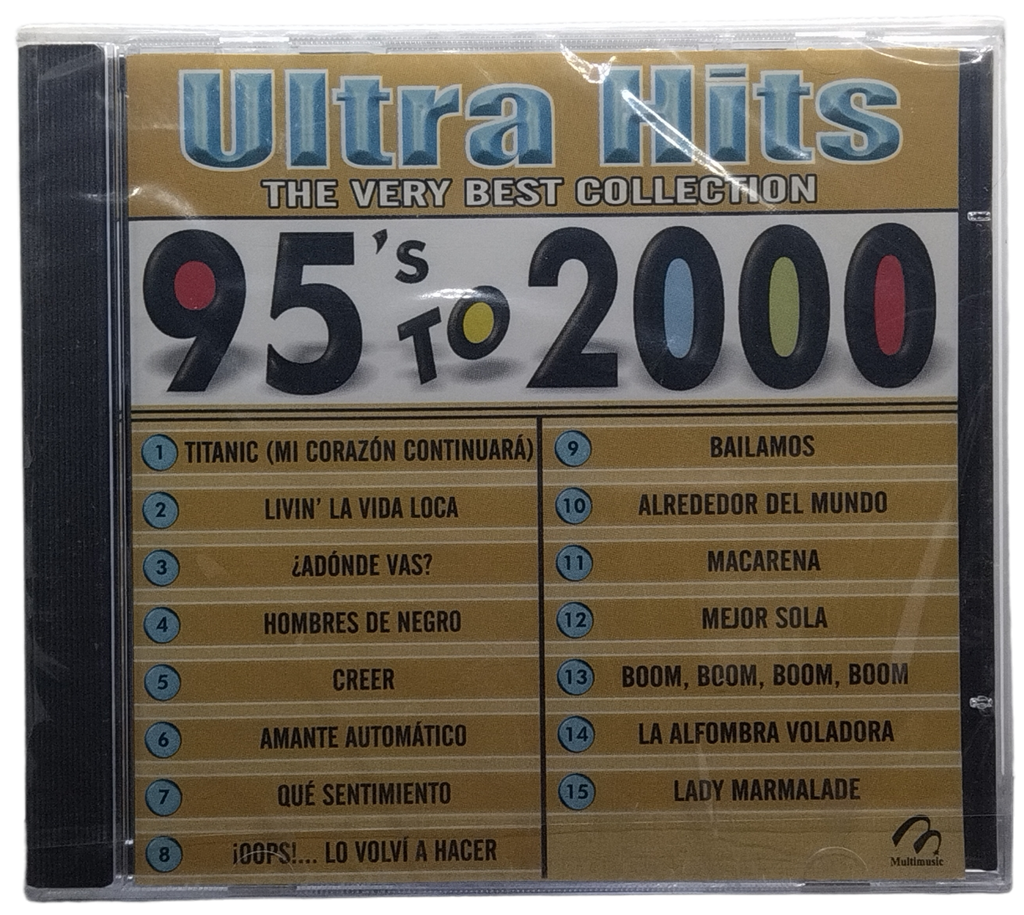 Ultra Hits
THE VERY BEST COLLECTION
95's TO 2000
1 TITANIC (MI CORAZÓN CONTINUARÁ)
2 LIVIN' LA VIDA LOCA
3 ¿ADÓNDE VAS?
4 HOMBRES DE NEGRO
5 CREER
6 AMANTE AUTOMÁTICO
7 QUÉ SENTIMIENTO
8 ¡OOPS!... LO VOLVÍ A HACER
9 BAILAMOS
10 ALREDEDOR DEL MUNDO
11 MACARENA
12 MEJOR SOLA
13 BOOM, BOOM, BOOM, BOOM
14 LA ALFOMBRA VOLADORA
15 LADY MARMALADE
Multimusic